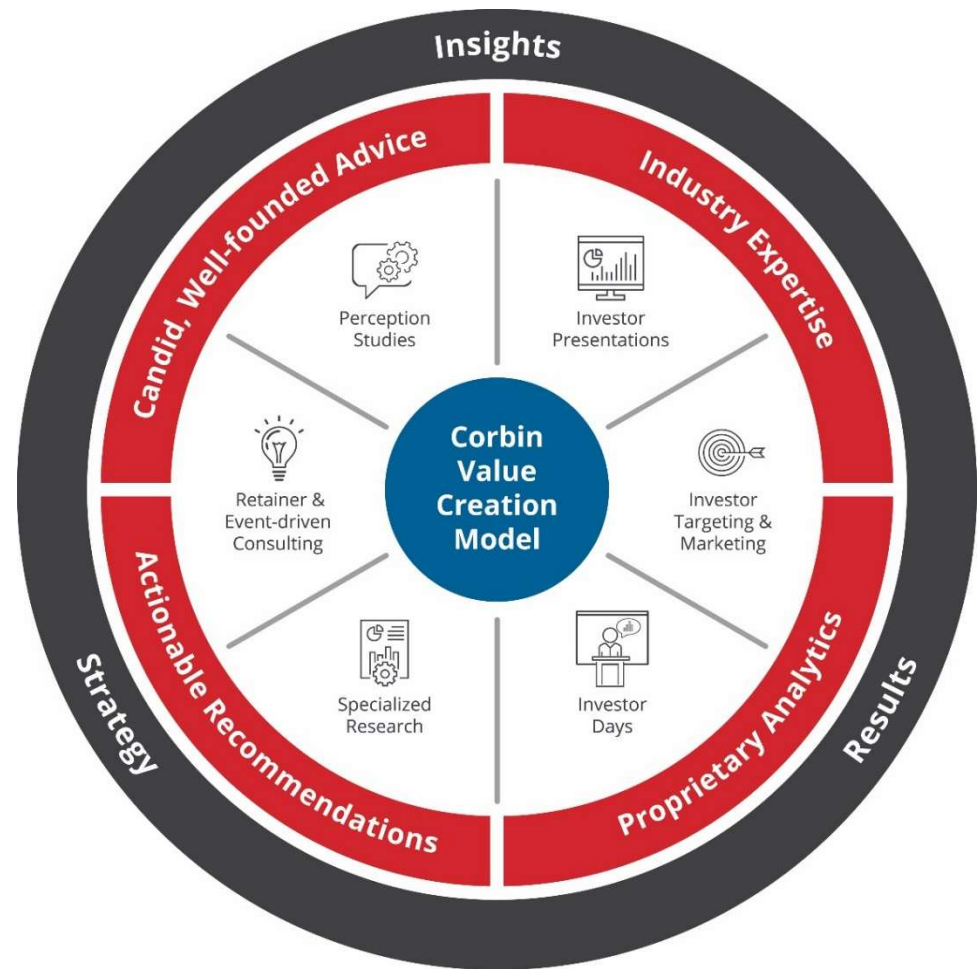 Insights
Candid, Well-founded Advice
Industry Expertise
Perception
Studies
Investor
Presentations
Retainer &
Event-driven
Consulting
Corbin
Value
Creation
Model
Investor
Targeting &
Marketing
Specialized
Research
Investor
Days
Actionable Recommendations
Proprietary Analytics
Strategy
Results